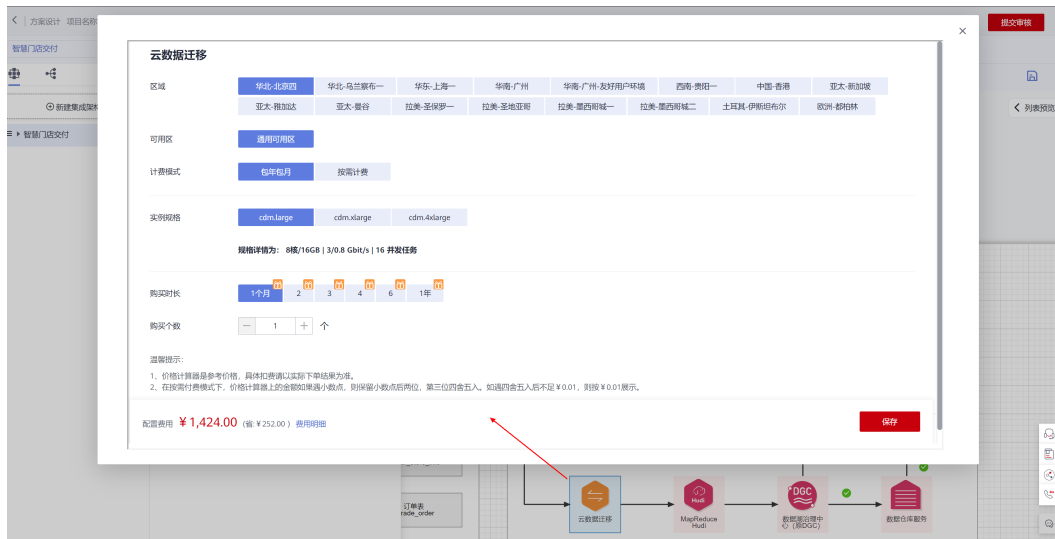 方案设计 项目名称
提交审核
智慧门店交付
新建集成架构
智慧门店交付
列表预览
云数据迁移
区域
华北-北京四 华北-乌兰察布一 华东-上海一 华南-广州 华南-广州-友好用户环境 西南-贵阳一 中国-香港 亚太-新加坡
亚太-雅加达 亚太-曼谷 拉美-圣保罗一 拉美-圣地亚哥 拉美-墨西哥城一 拉美-墨西哥城二 土耳其-伊斯坦布尔 欧洲-都柏林
可用区 通用可用区
计费模式 包年包月 按需计费
实例规格 cdm.large cdm.xlarge cdm.4xlarge
规格详情为: 8核/16GB | 3/0.8 Gbit/s | 16 并发任务
购买时长 1个月 2 3 4 6 1年
购买个数 1 个
温馨提示:
1、价格计算器是参考价格，具体扣费请以实际下单结果为准。
2、在按需付费模式下，价格计算器上的金额如果遇小数点，则保留小数点后两位，第三位四舍五入。如遇四舍五入后不足¥0.01，则按¥0.01展示。
配置费用 ¥1,424.00 (省: ¥252.00 ) 费用明细
保存
订单表
rade_order
云数据迁移
Hudi
MapReduce
Hudi
DGC
数据湖治理中
心 (原DGC)
数据仓库服务